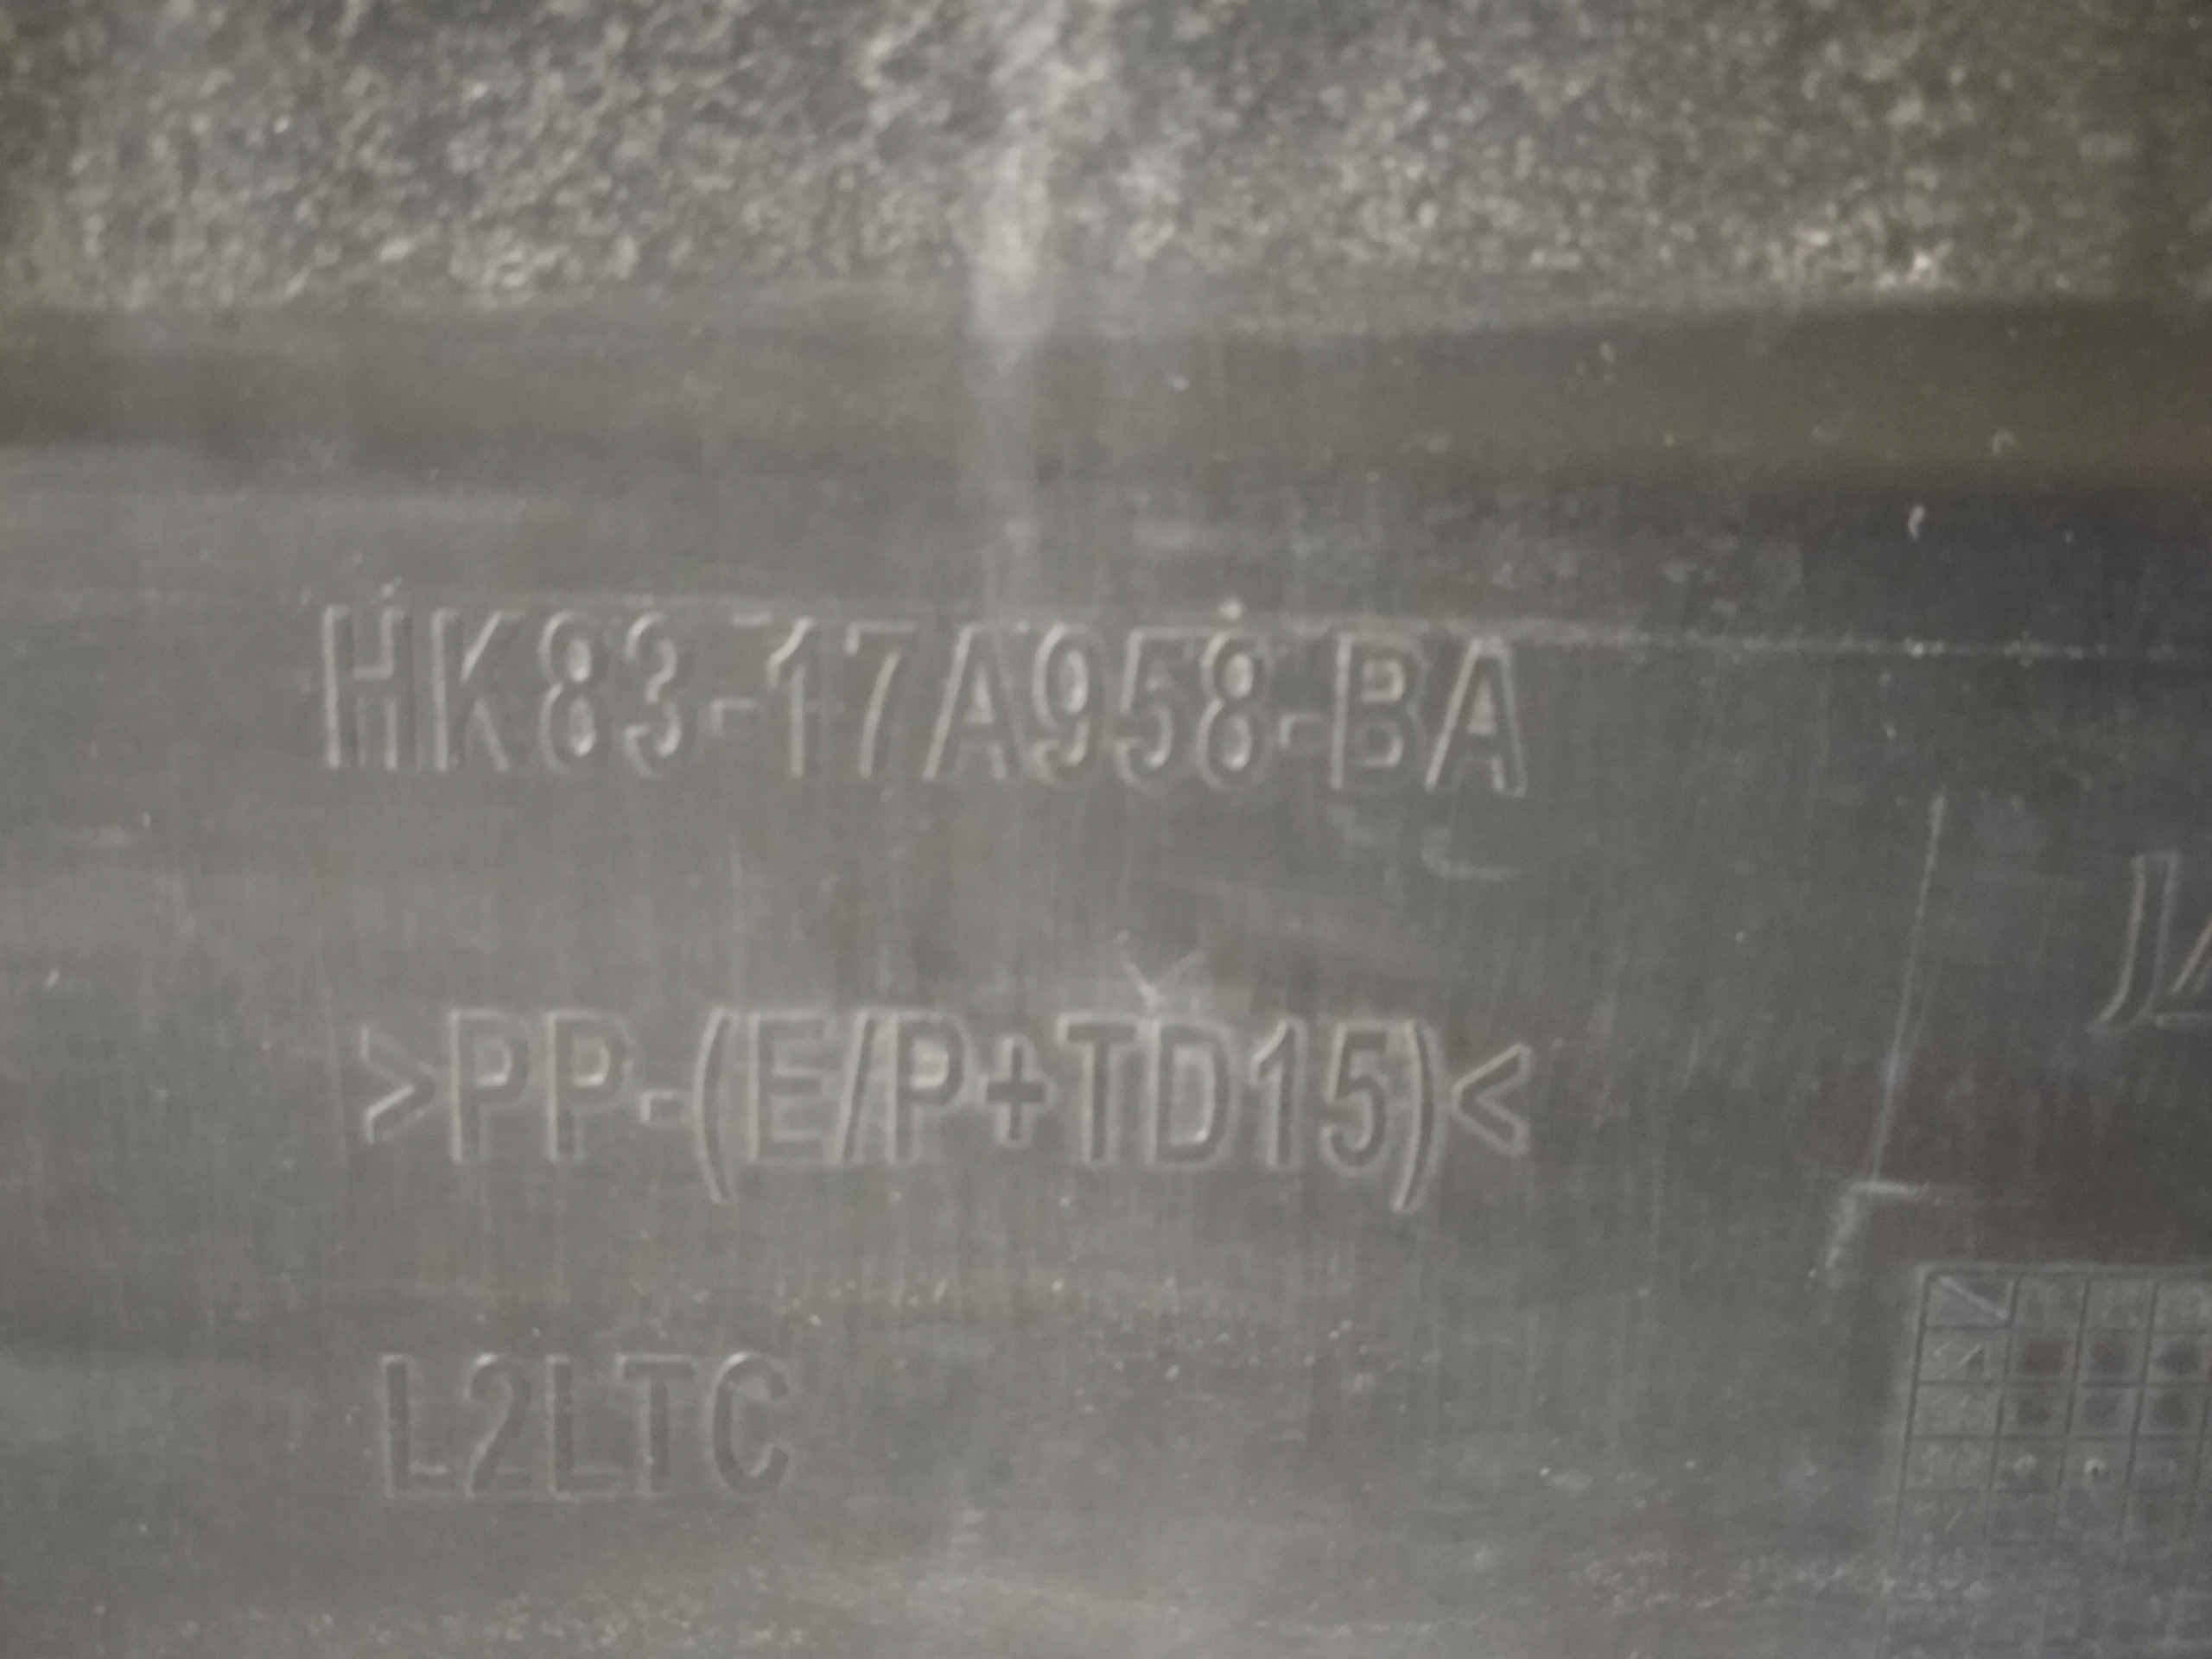 HK83-17A958-BA
>PP-(E/P+TD15)<
L2LTC